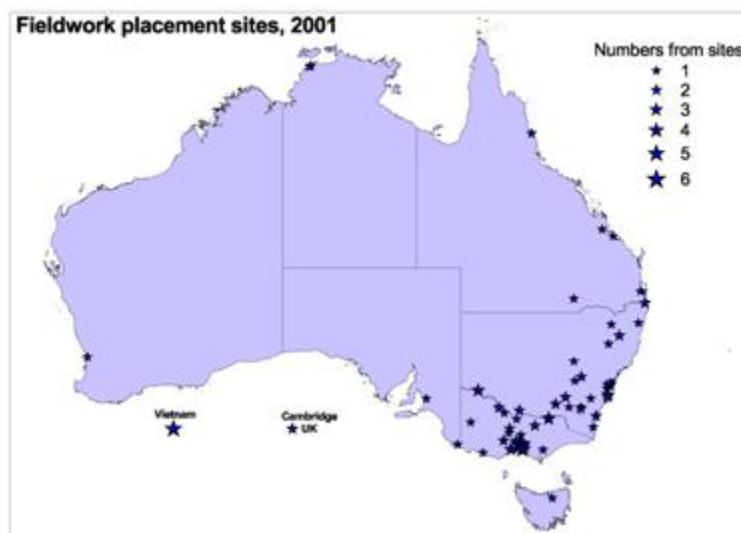 Fieldwork placement sites, 2001
Numbers from sites
1
2
3
4
5
6
Vietnam
Cambridge
UK